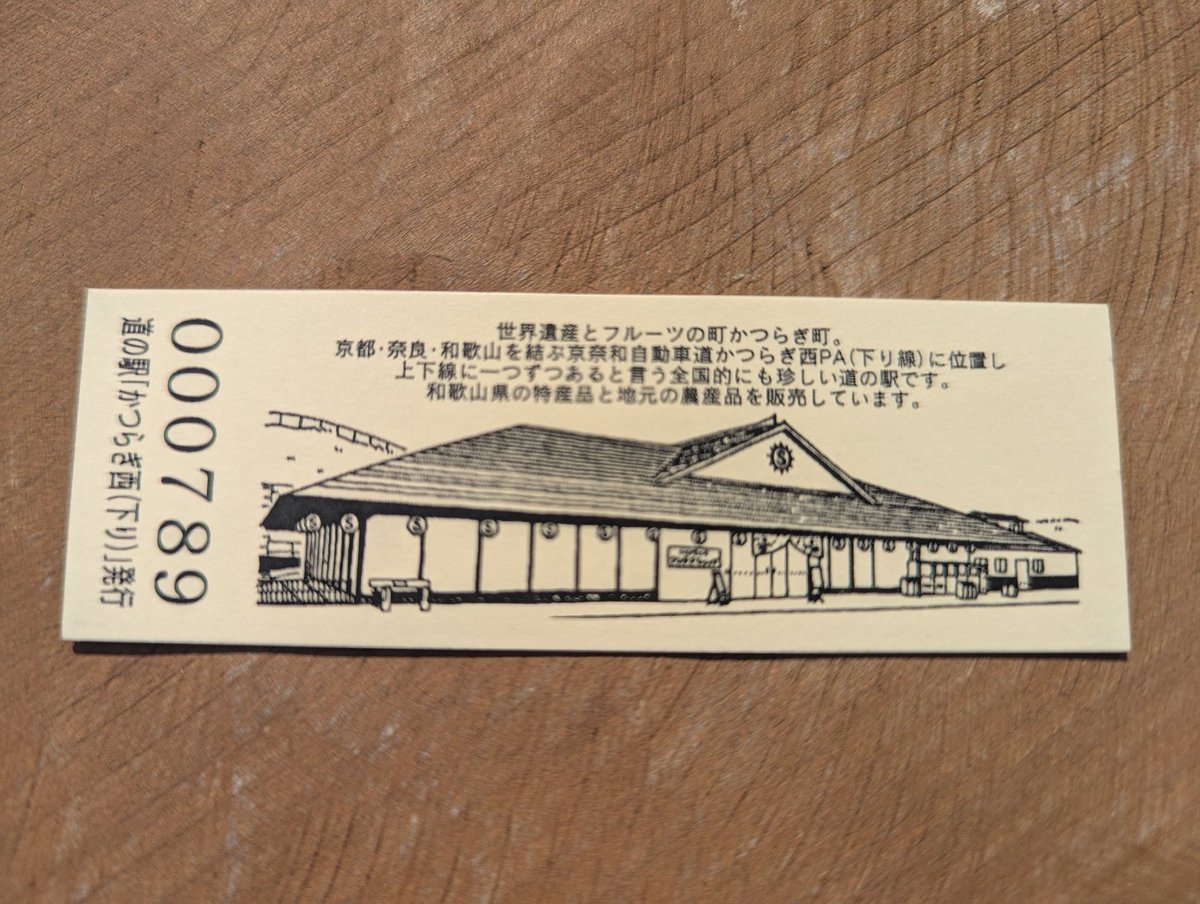 世界遺産とフルーツの町かつらぎ町。
京都・奈良・和歌山を結ぶ京奈和自動車道かつらぎ西PA(下り線)に位置し
上下線に一つずつあると言う全国的にも珍しい道の駅です。
和歌山県の特産品と地元の農産品を販売しています。
000789
道の駅「かつらぎ西(下り)」発行